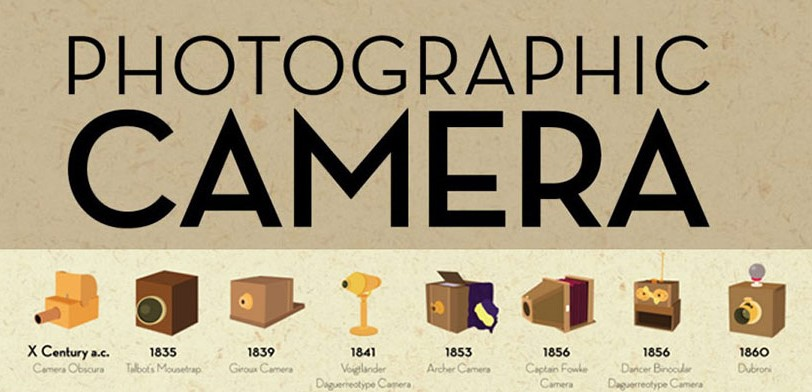 PHOTOGRAPHIC
CAMERA
X Century a.c.
Camera Obscura
1835
Talbots Mousetrap
1839
Giroux Camera
1841
Voigtländer
Daguerreotype Camera
1853
Archer Camera
1856
Captain Fowke
Camera
1856
Dancer Binocular
Daguerreotype Camera
1860
Dubroni